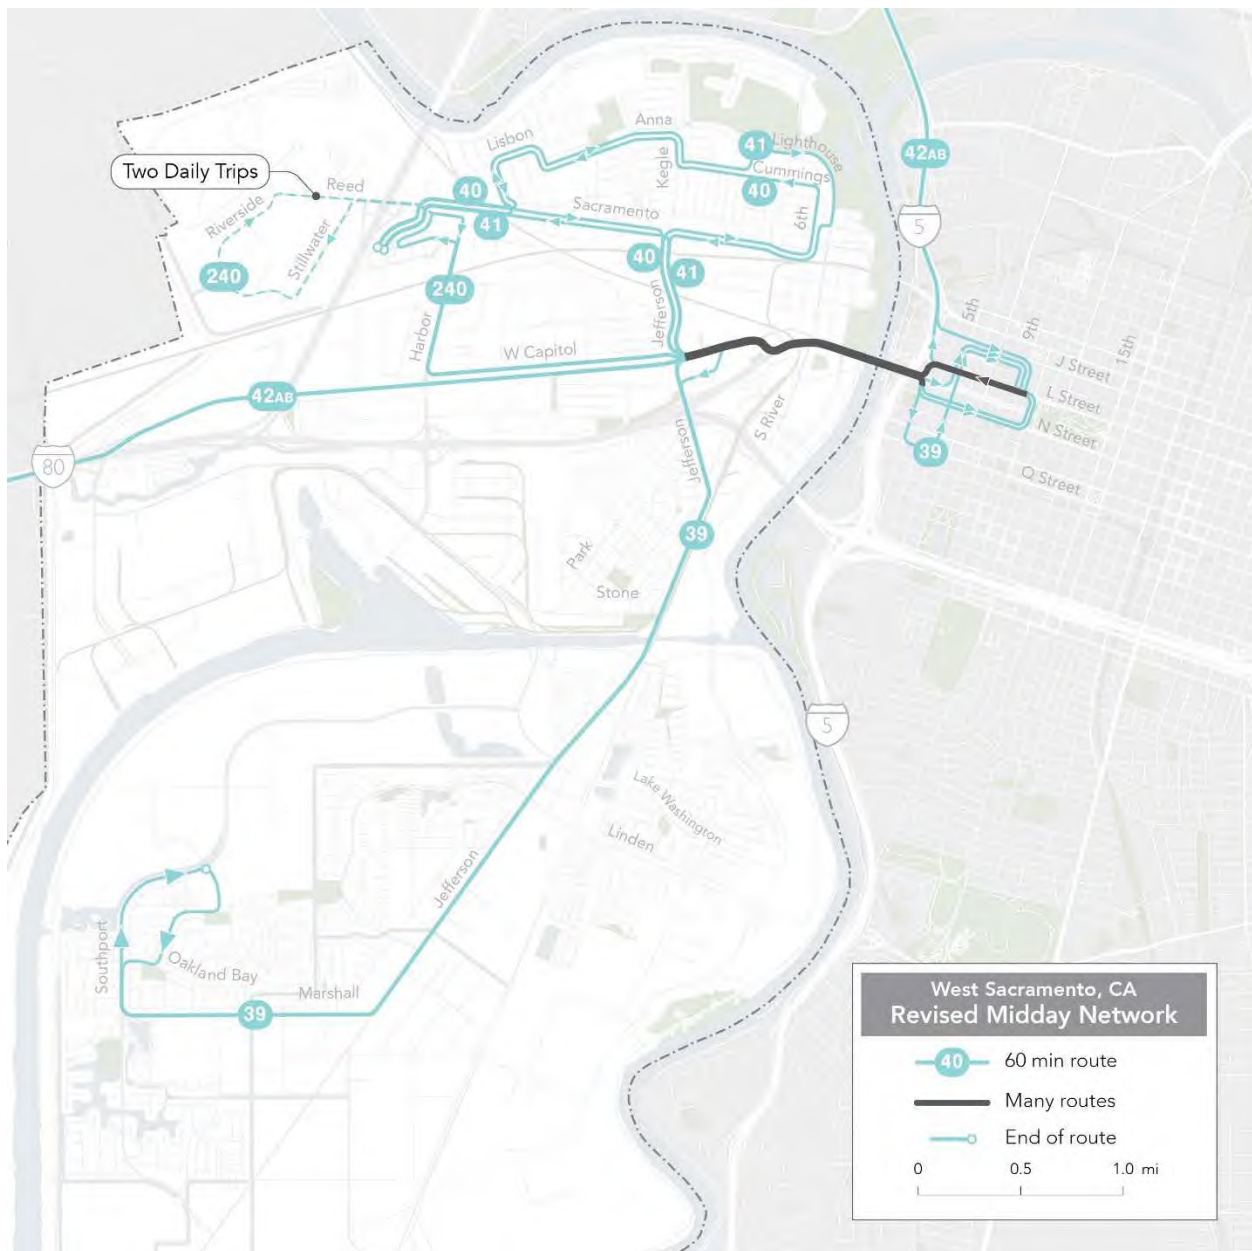 Anna
Lisbon
41
Lighthouse
42AB
Two Daily Trips
Reed
40
Kegle
Cummings
40
Riverside
Sacramento
6th
Stillwater
41
5
240
40
41
240
Jefferson
5th
9th
15th
Harbor
W Capitol
J Street
42AB
L Street
S River
N Street
Jefferson
39
80
Q Street
39
Park
Stone
5
Lake Washington
Linden
Jefferson
Southport
Oakland Bay
Marshall
39
West Sacramento, CA
Revised Midday Network
40 60 min route
Many routes
End of route
0 0.5 1.0 mi